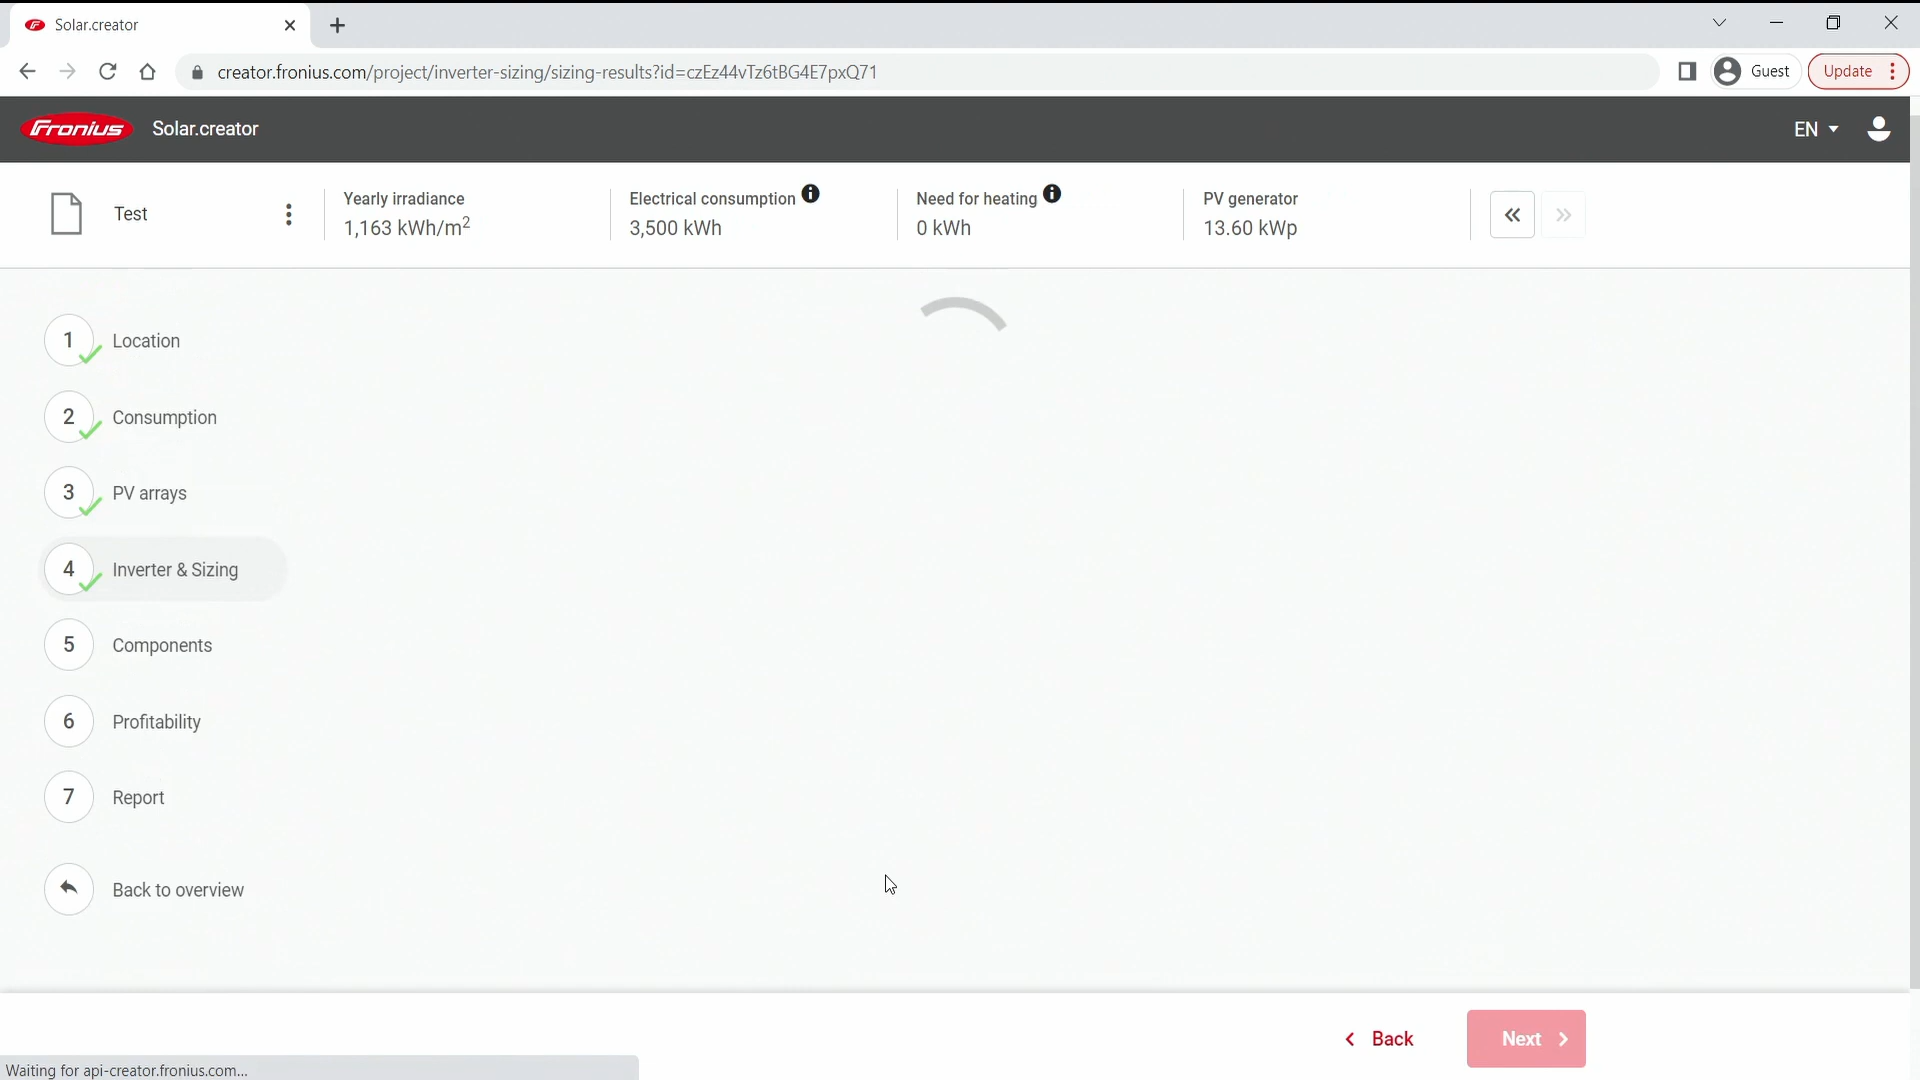 Solar.creator
creator.fronius.com/project/inverter-sizing/sizing-results?id=czEz44vTz6tBG4E7pxQ71
Guest
Update
Fronius
Solar.creator
EN
Test
Yearly irradiance
1,163 kWh/m²
Electrical consumption
3,500 kWh
Need for heating
0 kWh
PV generator
13.60 kWp
1 Location
2 Consumption
3 PV arrays
4 Inverter & Sizing
5 Components
6 Profitability
7 Report
Back to overview
Back
Next
Waiting for api-creator.fronius.com...